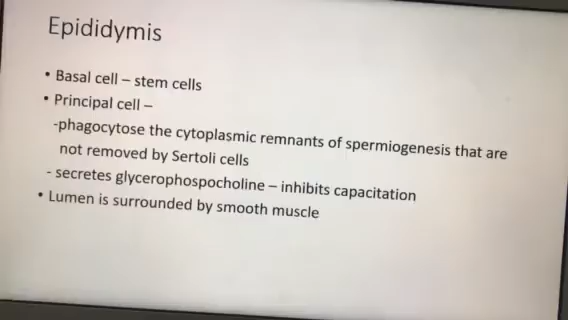 Epididymis
• Basal cell – stem cells
• Principal cell –
-phagocytose the cytoplasmic remnants of spermiogenesis that are
not removed by Sertoli cells
- secretes glycerophospocholine – inhibits capacitation
• Lumen is surrounded by smooth muscle